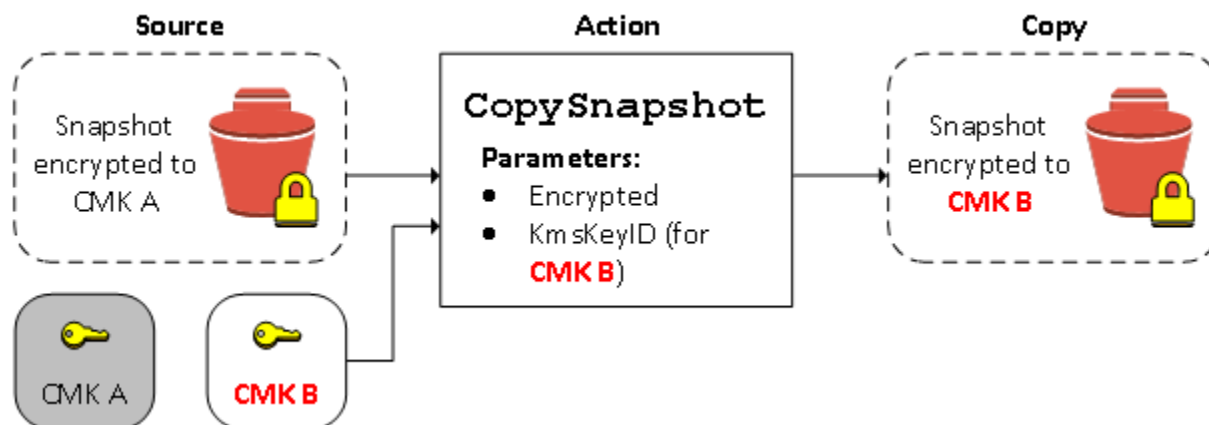 Source
Action
Copy
Snapshot
encrypted to
CMK A
CopySnapshot
Parameters:
● Encrypted
● KmsKeyID (for
CMK B)
Snapshot
encrypted to
CMK B
CMK A
CMK B